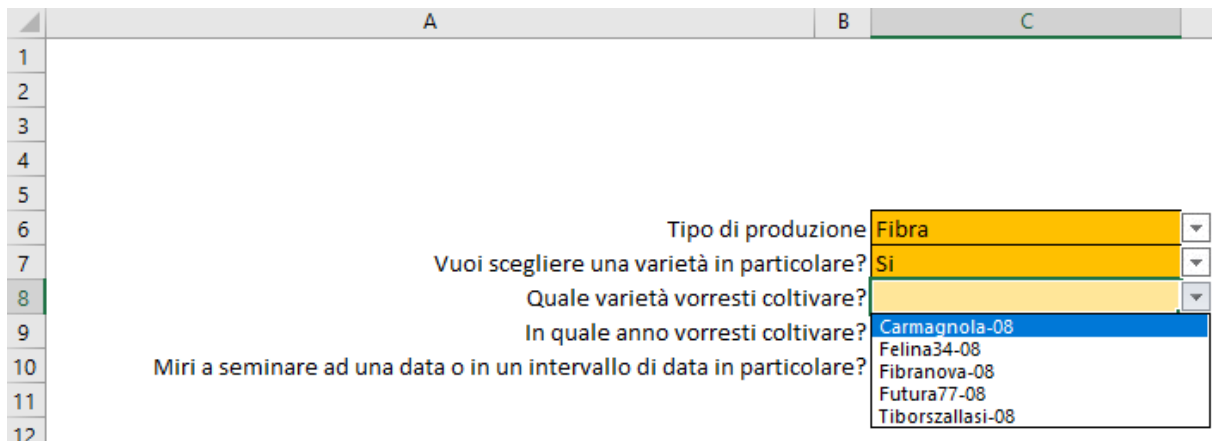 A B C
1
2
3
4
5
6 Tipo di produzione Fibra
7 Vuoi scegliere una varietà in particolare? Si
8 Quale varietà vorresti coltivare?
9 In quale anno vorresti coltivare? Carmagnola-08
Felina34-08
10 Miri a seminare ad una data o in un intervallo di data in particolare? Fibranova-08
11 Futura77-08
Tiborszallasi-08
12